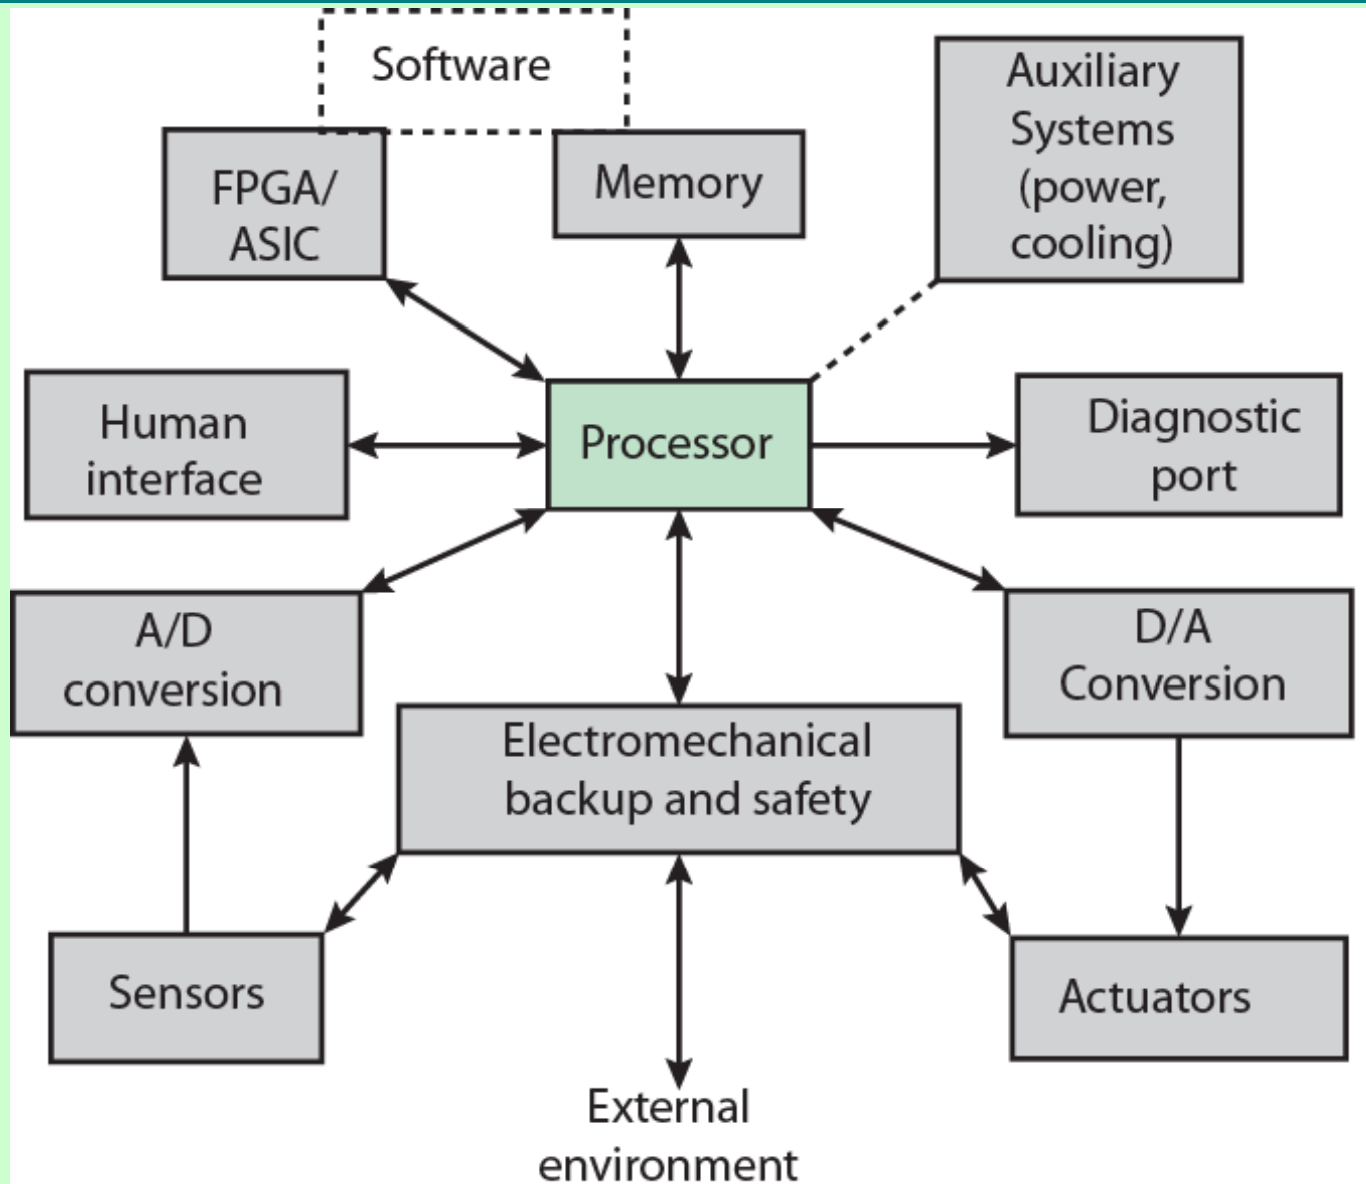 Software
Auxiliary
Systems
(power,
cooling)
FPGA/
ASIC
Memory
Human
interface
Processor
Diagnostic
port
A/D
conversion
D/A
Conversion
Electromechanical
backup and safety
Sensors
Actuators
External
environment